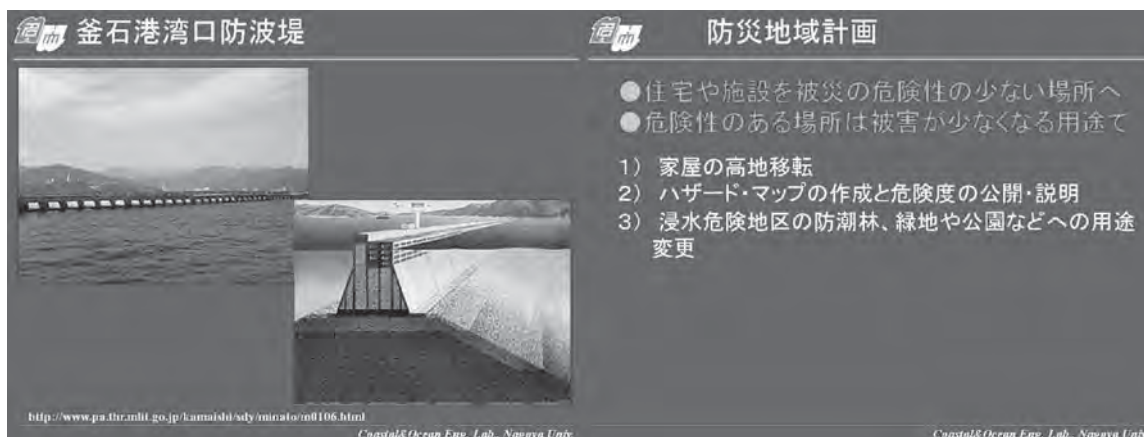 釜石港湾口防波堤
http://www.pa.thr.mlit.go.jp/kamaishi/sdy/minato/m0106.html
Coastal&Ocean Eng. Lab., Nagoya Univ
防災地域計画
●住宅や施設を被災の危険性の少ない場所へ
●危険性のある場所は被害が少なくなる用途て
1) 家屋の高地移転
2) ハザード・マップの作成と危険度の公開・説明
3) 浸水危険地区の防潮林、緑地や公園などへの用途
変更
Coastal&Ocean Eng. Lab., Nagoya Univ